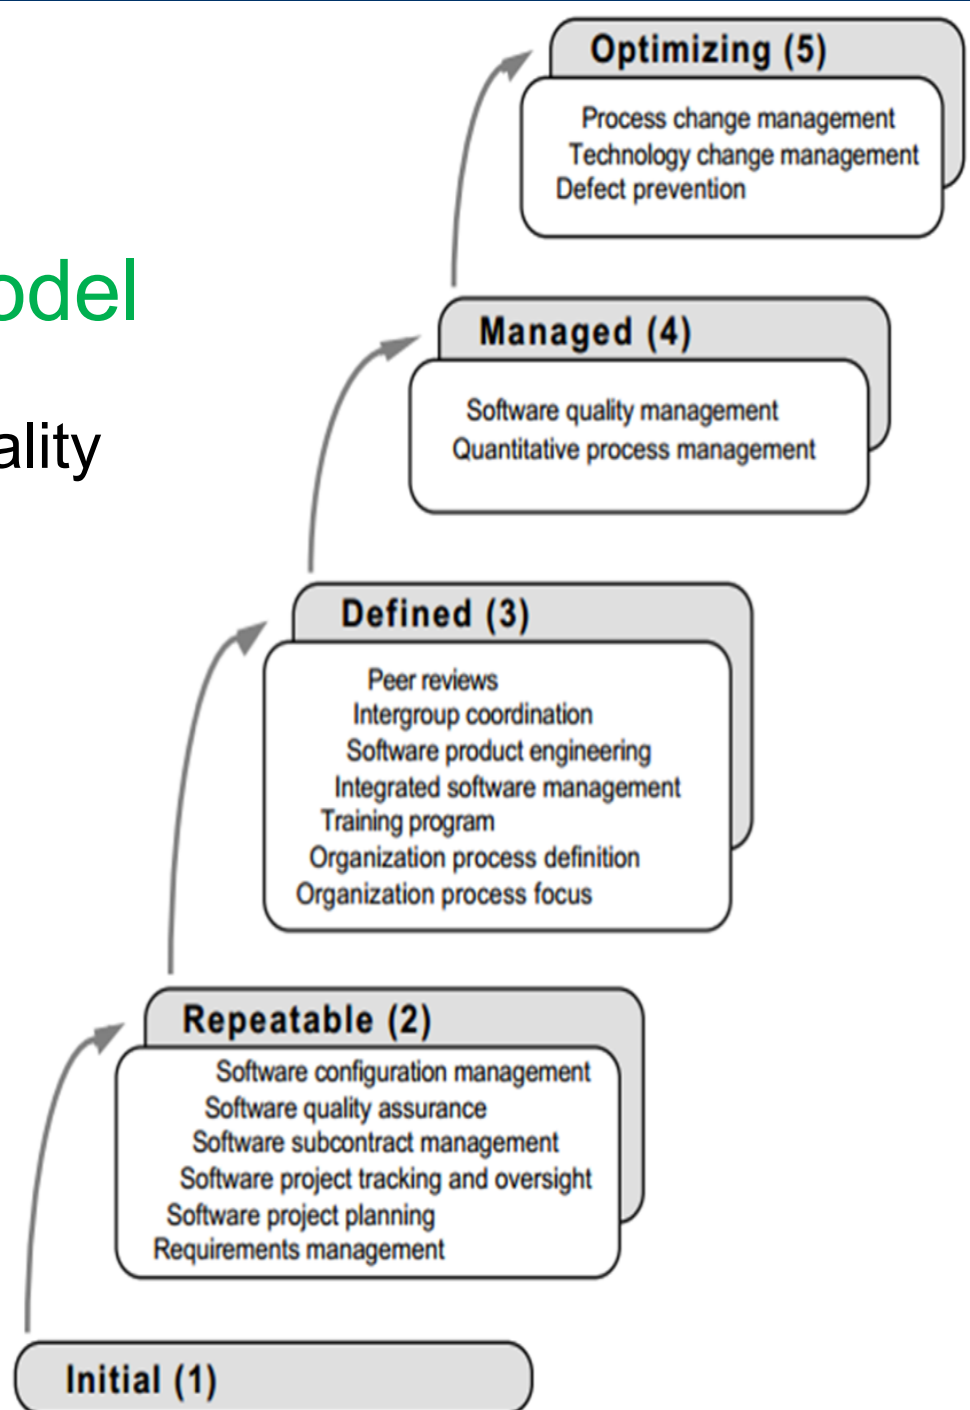 Optimizing (5)
Process change management
Technology change management
Defect prevention
odel
Managed (4)
ality
Software quality management
Quantitative process management
Defined (3)
Peer reviews
Intergroup coordination
Software product engineering
Integrated software management
Training program
Organization process definition
Organization process focus
Repeatable (2)
Software configuration management
Software quality assurance
Software subcontract management
Software project tracking and oversight
Software project planning
Requirements management
Initial (1)